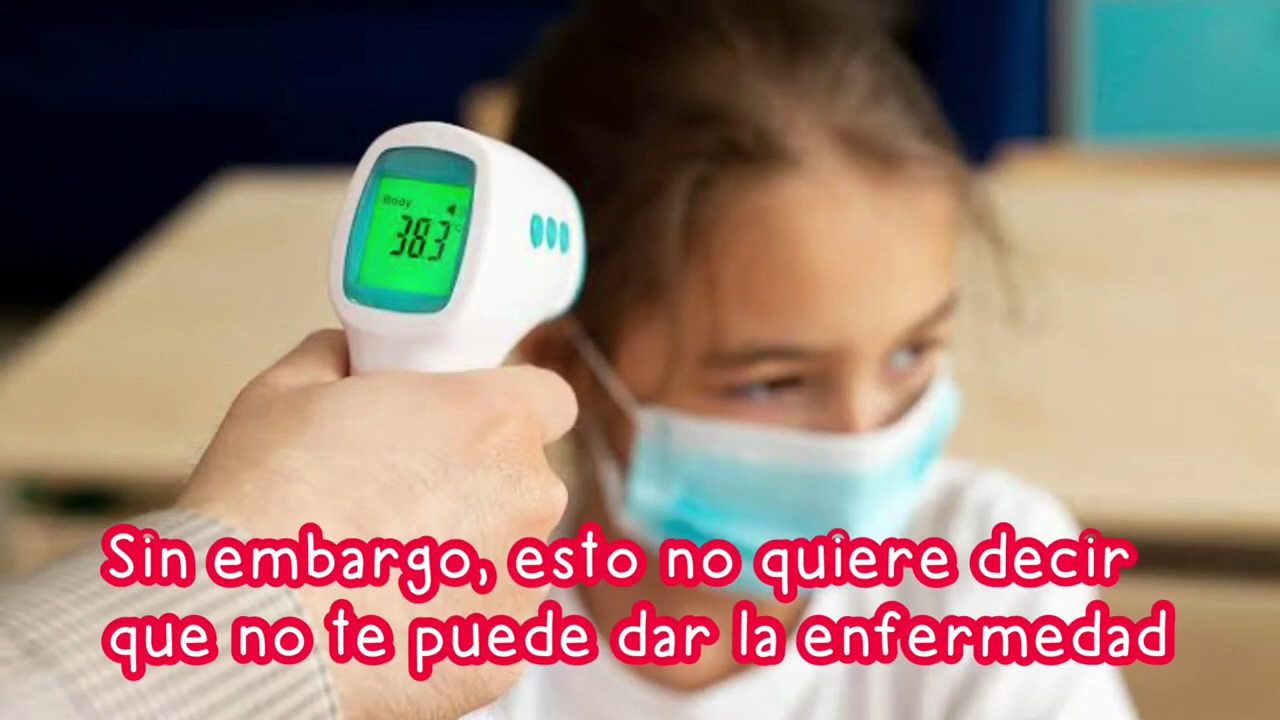 Body
38.3°
Sin embargo, esto no quiere decir
que no te puede dar la enfermedad